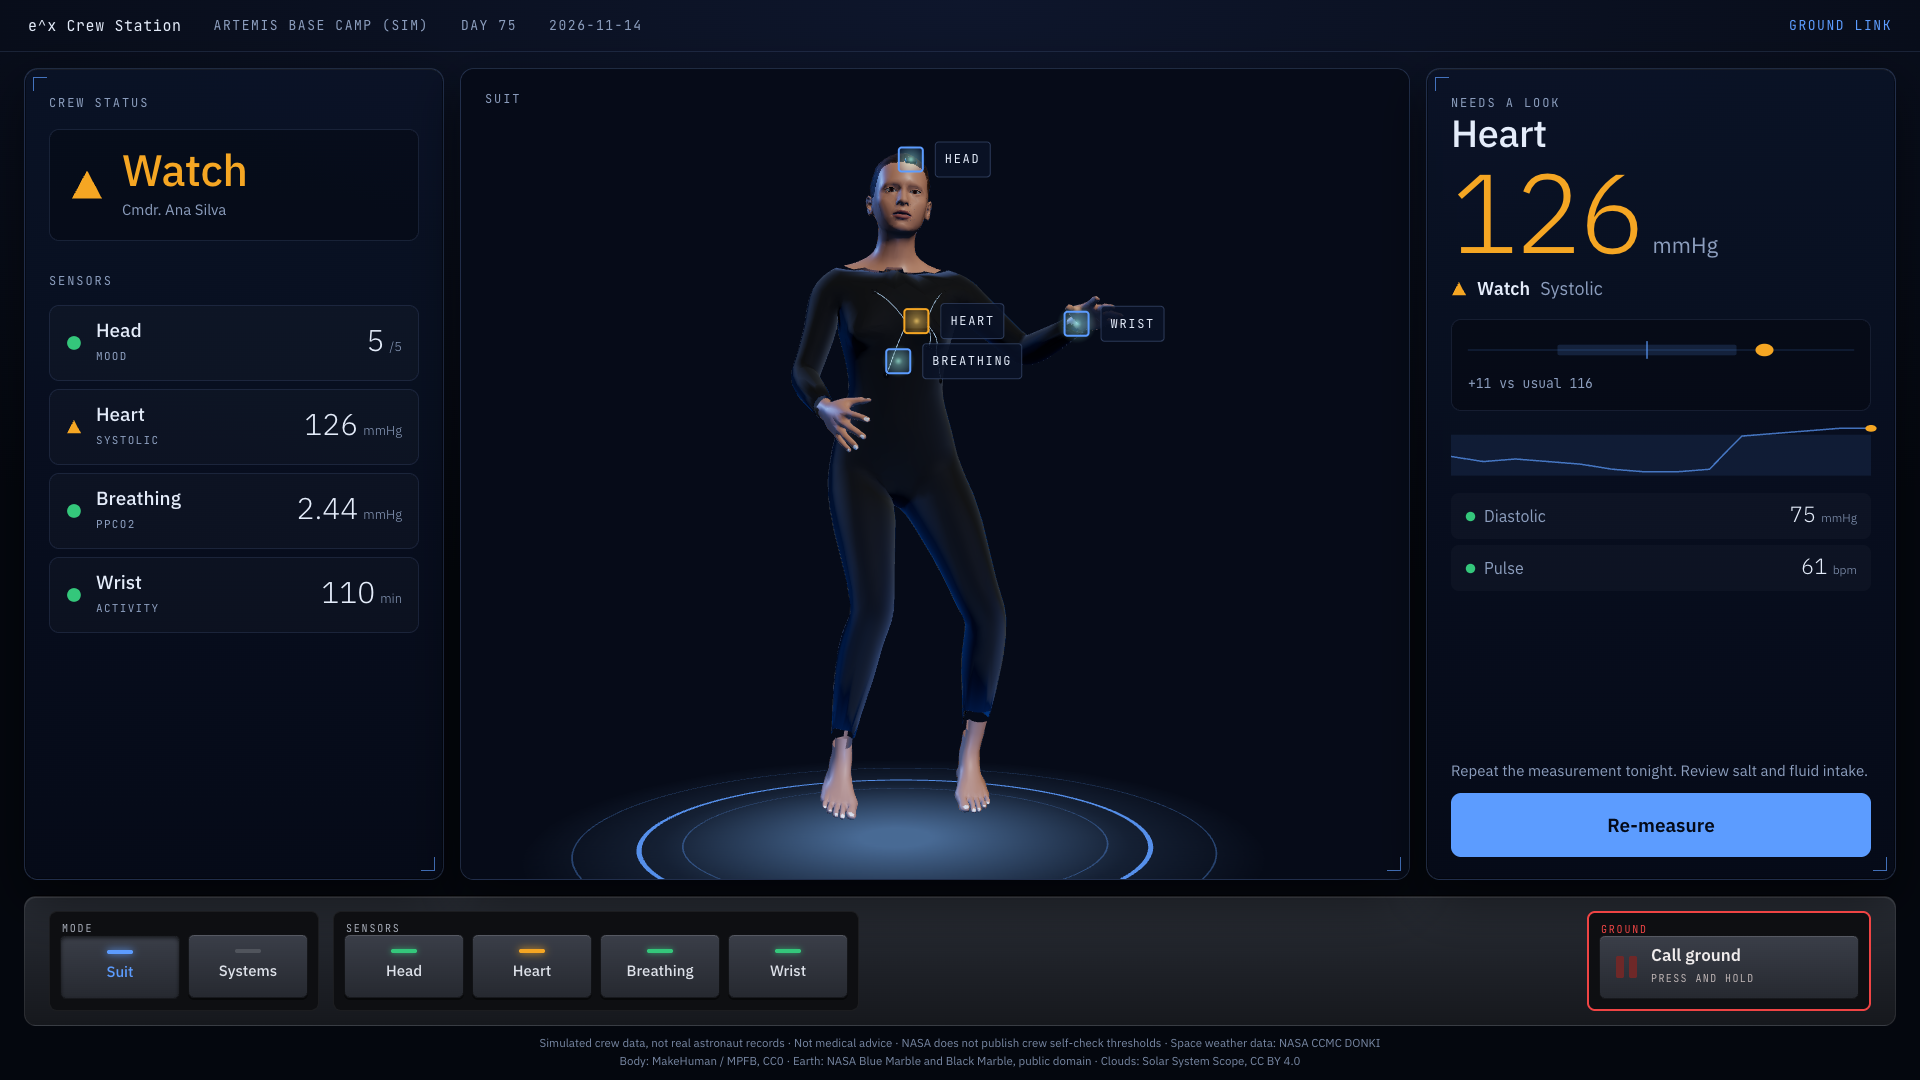 e^x Crew Station ARTEMIS BASE CAMP (SIM) DAY 75 2026-11-14 GROUND LINK
CREW STATUS
Watch
Cmdr. Ana Silva
SENSORS
Head 5 /5
MOOD
Heart 126 mmHg
SYSTOLIC
Breathing 2.44 mmHg
PPCO2
Wrist 110 min
ACTIVITY
SUIT
HEAD
HEART
WRIST
BREATHING
NEEDS A LOOK
Heart
126 mmHg
Watch Systolic
+11 vs usual 116
Diastolic 75 mmHg
Pulse 61 bpm
Repeat the measurement tonight. Review salt and fluid intake.
Re-measure
MODE
Suit
Systems
SENSORS
Head
Heart
Breathing
Wrist
GROUND
Call ground
PRESS AND HOLD
Simulated crew data, not real astronaut records · Not medical advice · NASA does not publish crew self-check thresholds · Space weather data: NASA CCMC DONKI
Body: MakeHuman / MPFB, CC0 · Earth: NASA Blue Marble and Black Marble, public domain · Clouds: Solar System Scope, CC BY 4.0